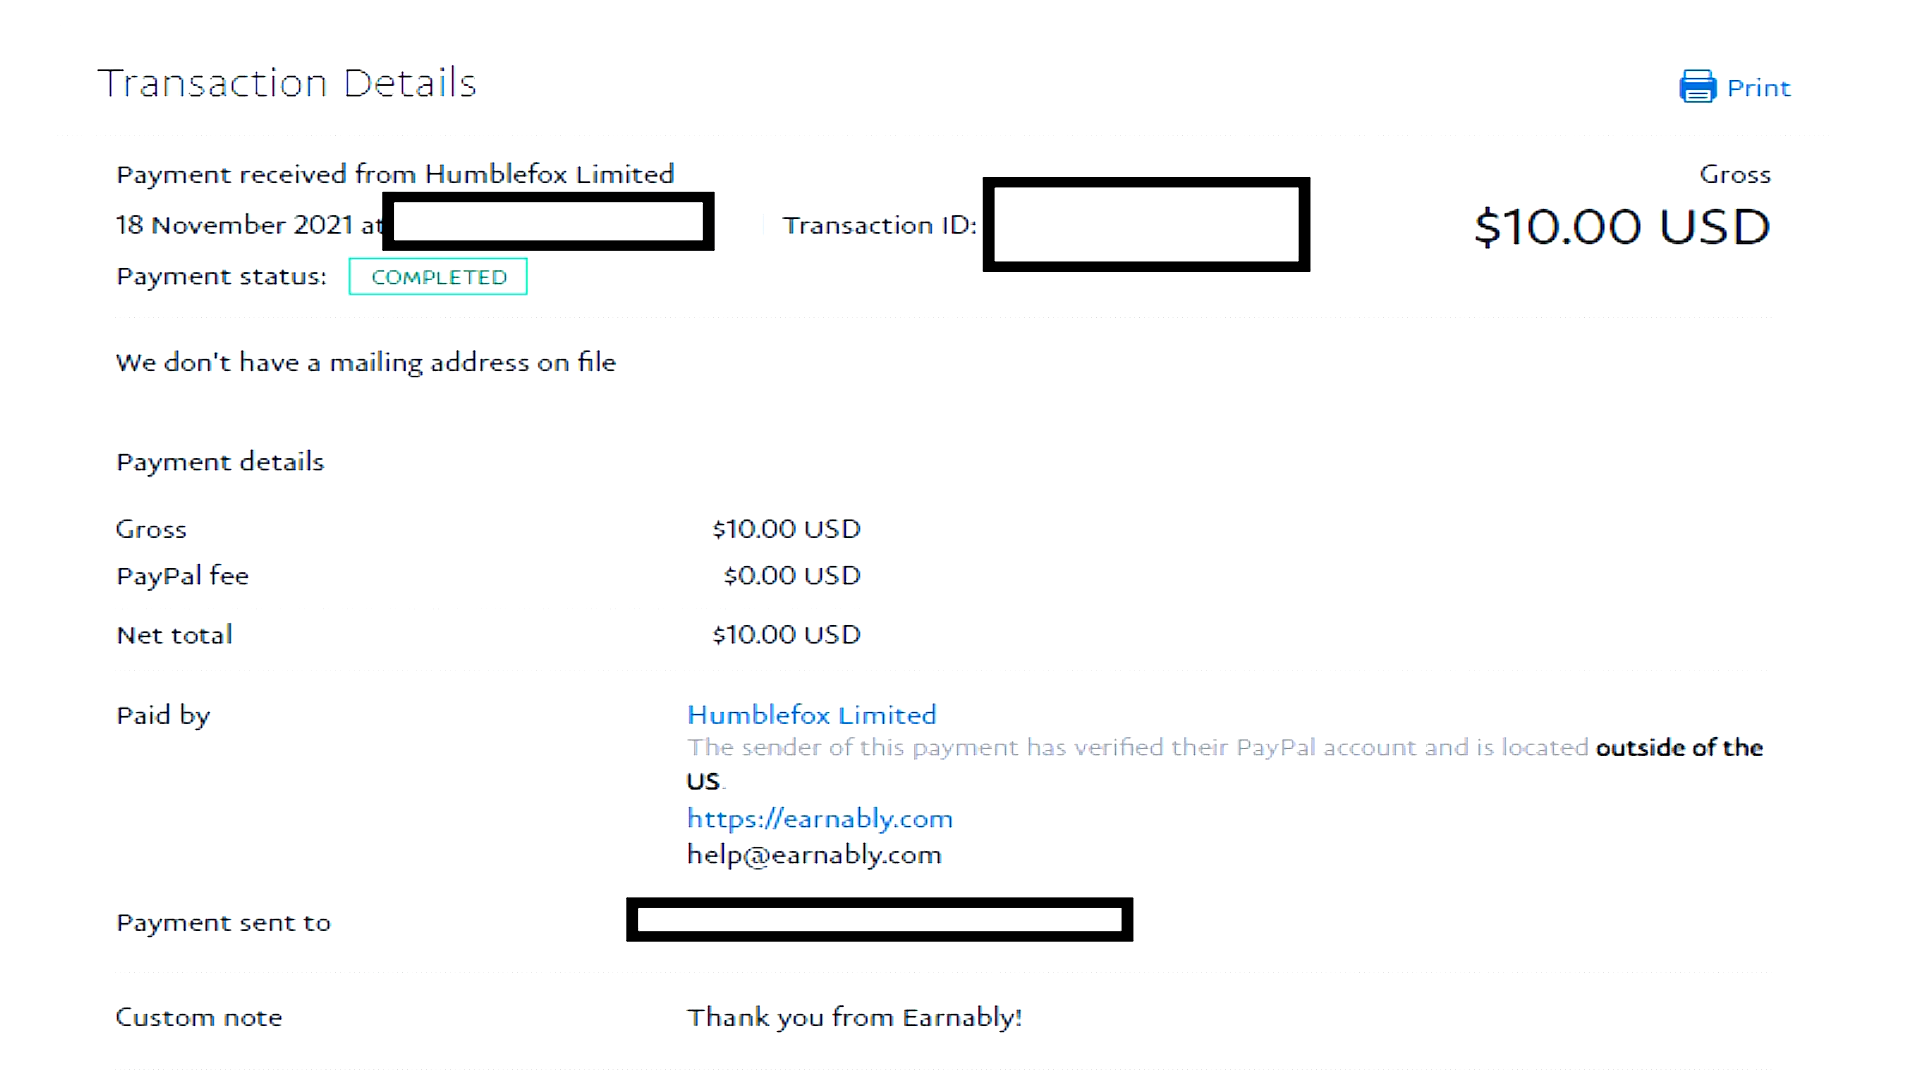 Transaction Details
Print
Payment received from Humblefox Limited
Gross
18 November 2021 at
Transaction ID:
$10.00 USD
Payment status: COMPLETED
We don't have a mailing address on file
Payment details
Gross $10.00 USD
PayPal fee $0.00 USD
Net total $10.00 USD
Paid by Humblefox Limited
The sender of this payment has verified their PayPal account and is located outside of the
US.
https://earnably.com
help@earnably.com
Payment sent to
Custom note Thank you from Earnably!